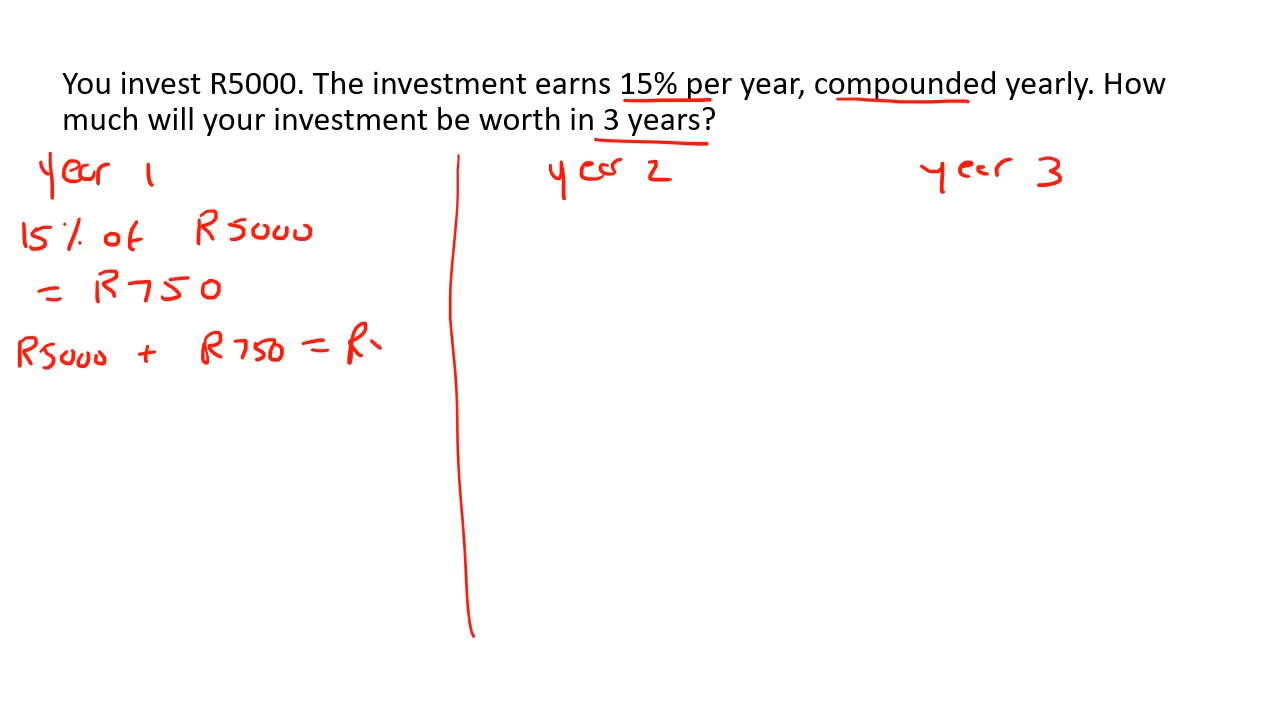 You invest R5000. The investment earns 15% per year, compounded yearly. How
much will your investment be worth in 3 years?
year 1
year 2
year 3
15% of R5000
= R750
R5000 + R750 = R